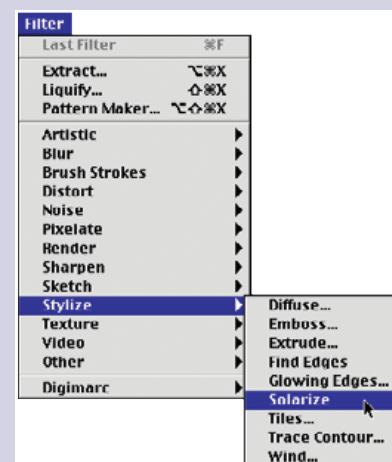 Filter
Last Filter ⌘F
Extract... ⌥⌘X
Liquify... ⇧⌘X
Pattern Maker... ⌥⇧⌘X
Artistic
Blur
Brush Strokes
Distort
Noise
Pixelate
Render
Sharpen
Sketch
Stylize
Texture
Video
Other
Digimarc
Diffuse...
Emboss...
Extrude...
Find Edges
Glowing Edges...
Solarize
Tiles...
Trace Contour...
Wind...